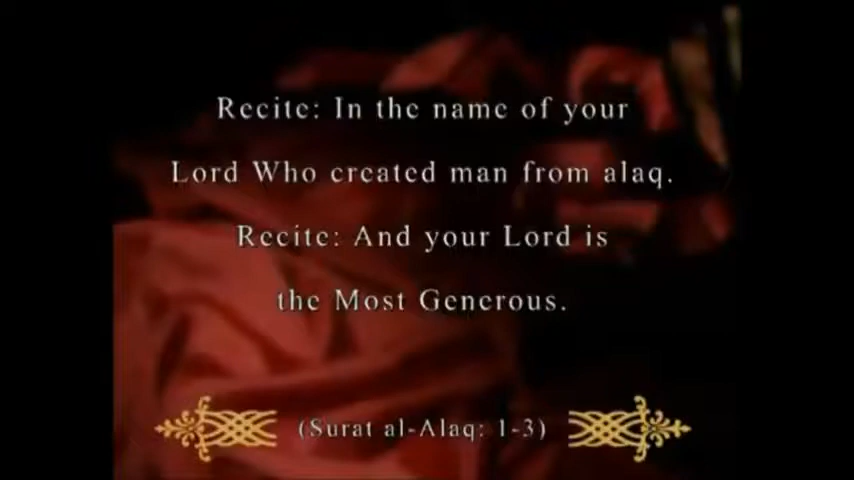 Recite: In the name of your
Lord Who created man from alaq.
Recite: And your Lord is
the Most Generous.
(Surat al-Alaq: 1-3)